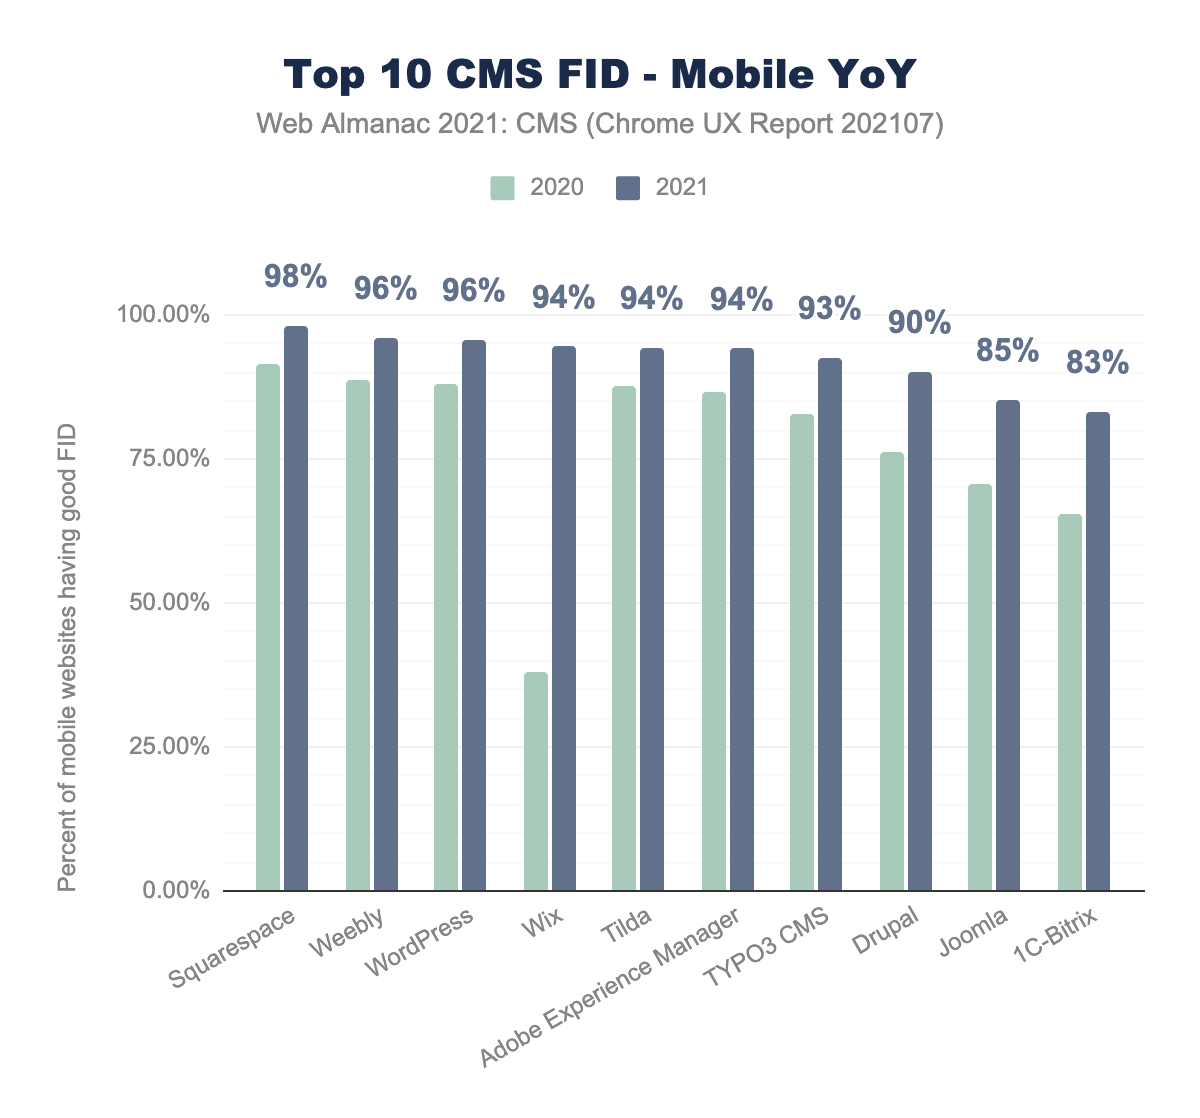 Top 10 CMS FID - Mobile YoY
Web Almanac 2021: CMS (Chrome UX Report 202107)
2020 2021
98% 96% 96% 94% 94% 94% 93% 90% 85% 83%
100.00%
75.00%
50.00%
25.00%
0.00%
Percent of mobile websites having good FID
Squarespace
Weebly
WordPress
Wix
Tilda
Adobe Experience Manager
TYPO3 CMS
Drupal
Joomla
1C-Bitrix